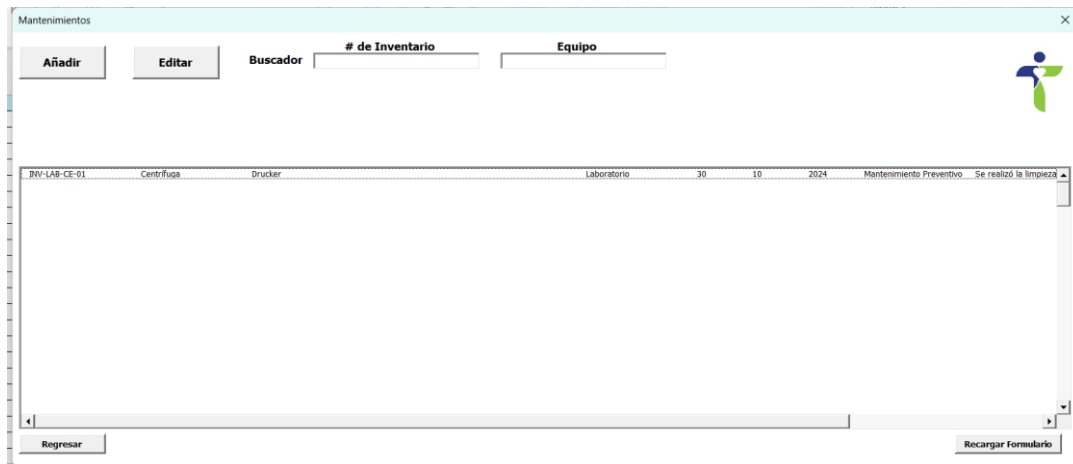 Mantenimientos
# de Inventario Equipo
Añadir Editar Buscador
INV-LAB-CE-01 Centrífuga Drucker Laboratorio 30 10 2024 Mantenimiento Preventivo Se realizó la limpieza
Regresar Recargar Formulario